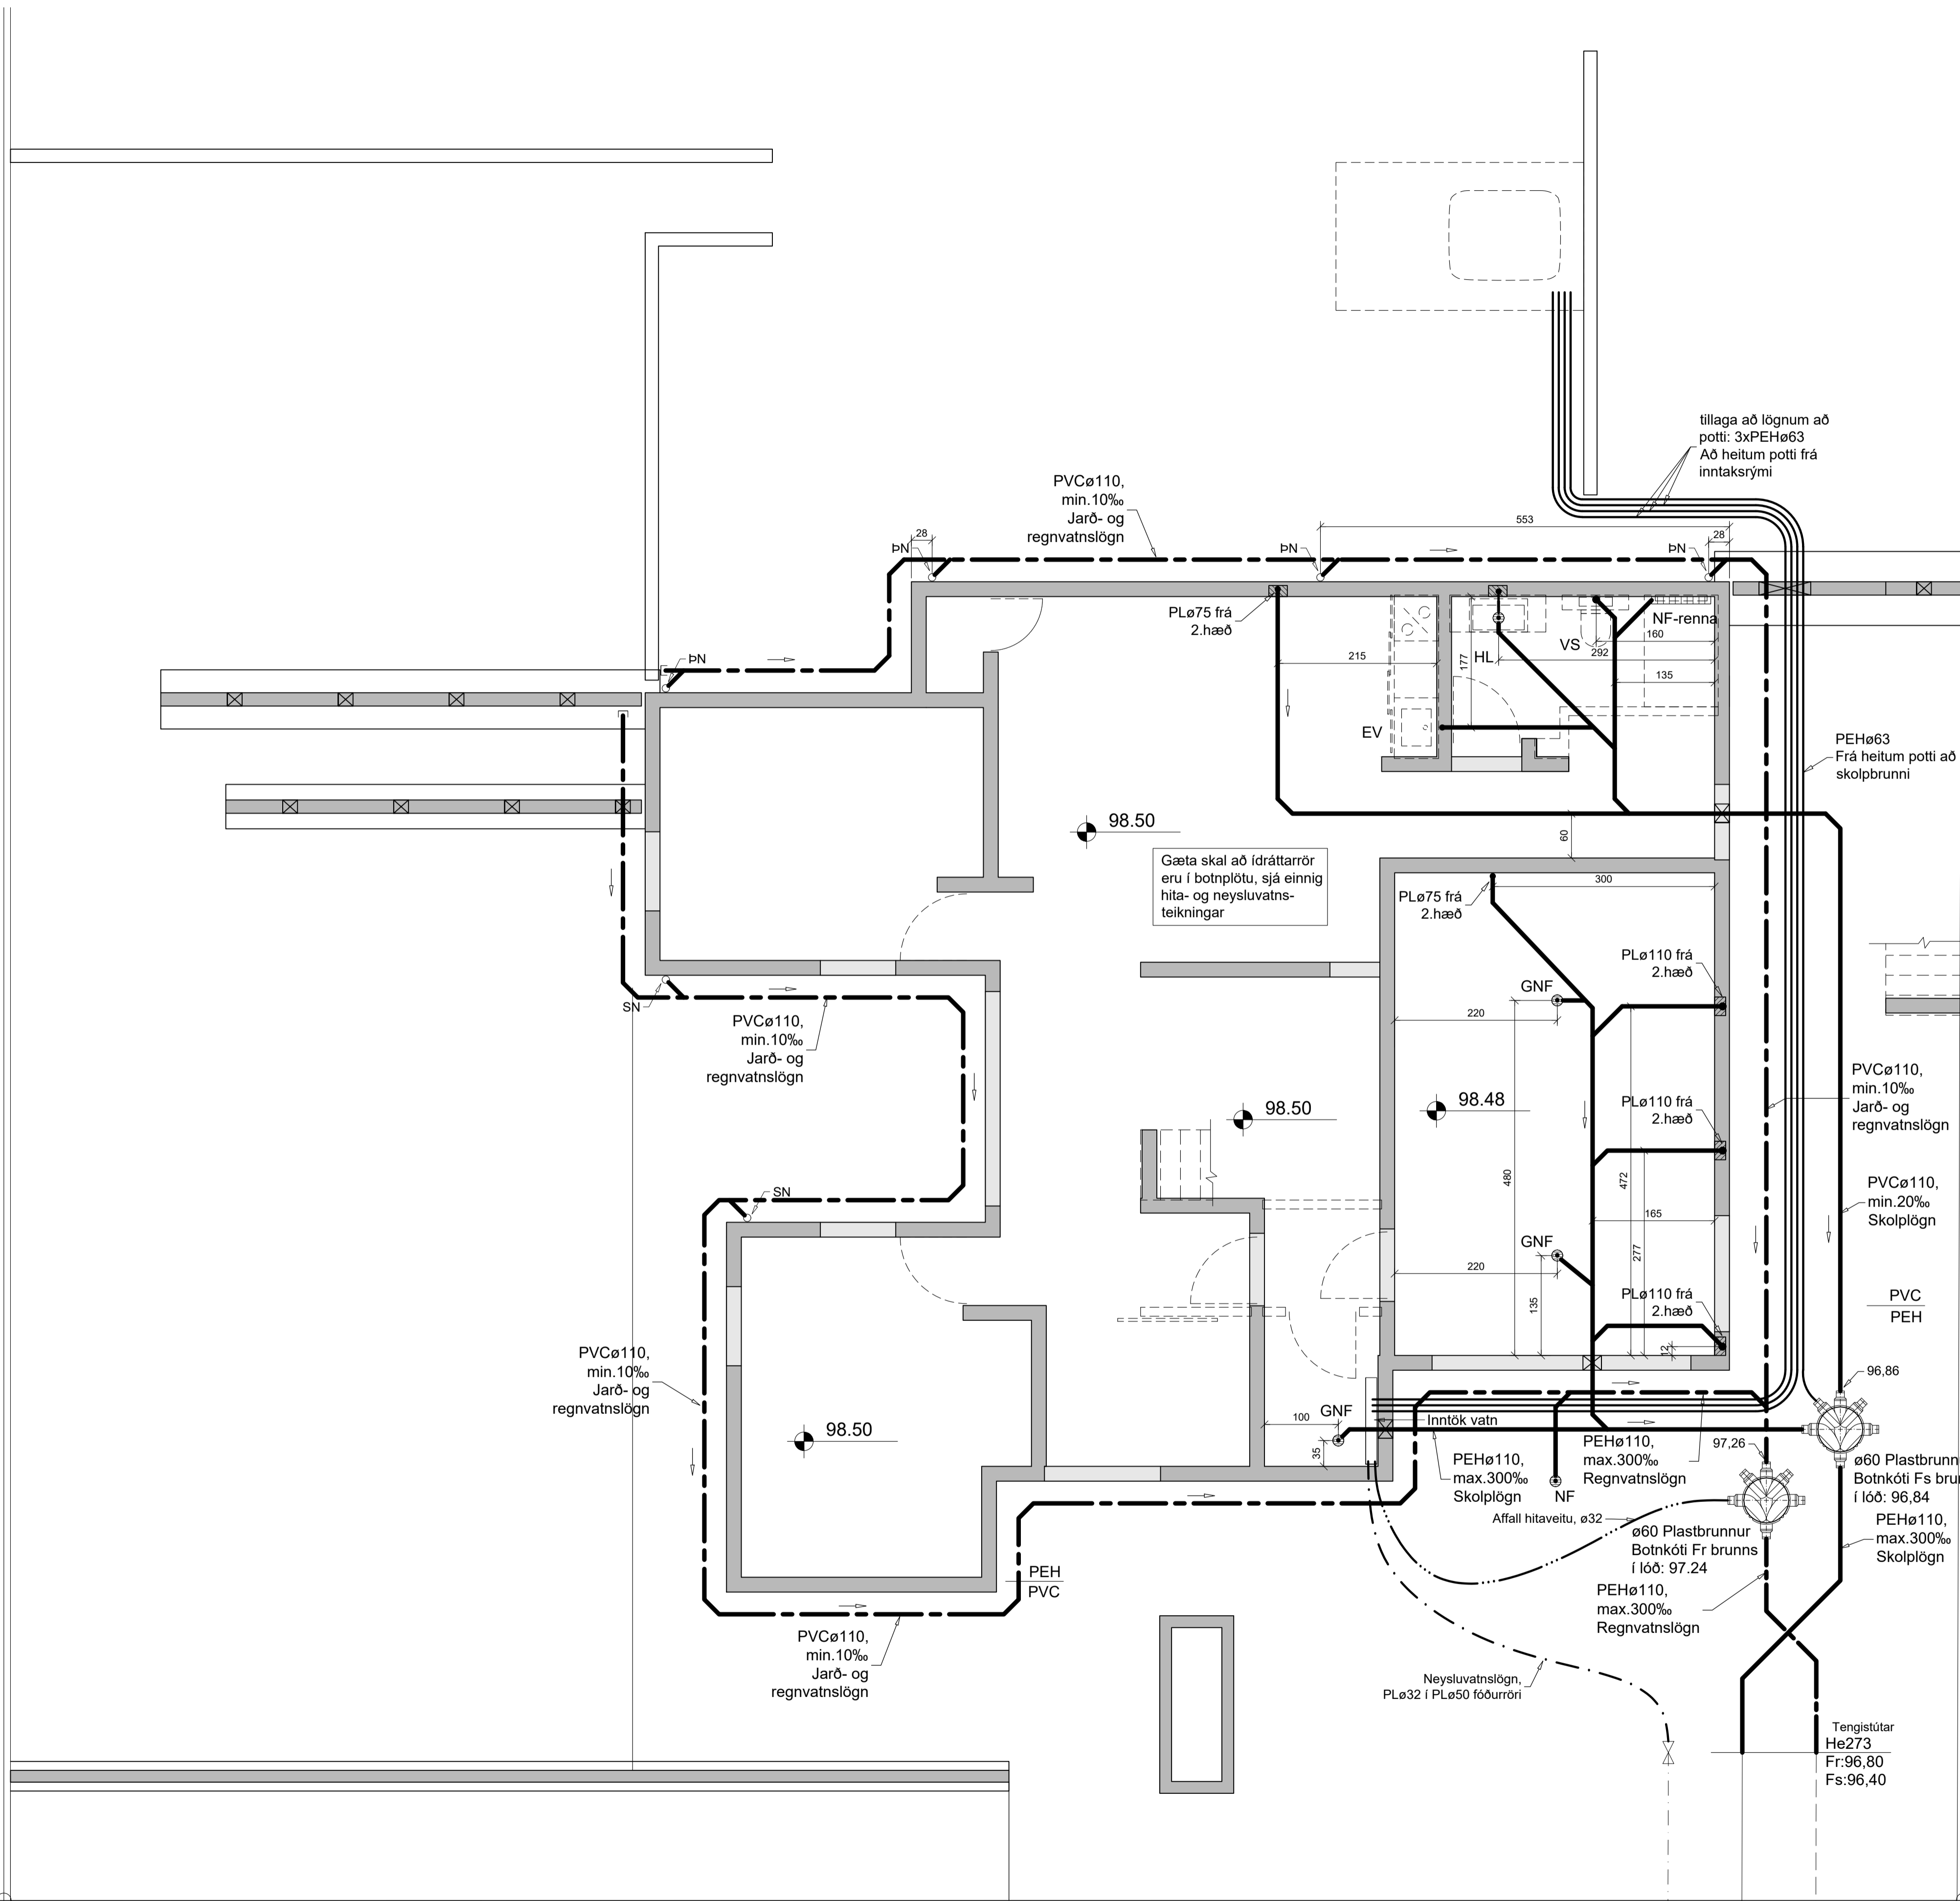 tillaga að lögnum að
potti: 3xPEHø63
Að heitum potti frá
inntaksrými
PVCø110,
min.10‰
Jarð- og
regnvatnslögn
553
28
28
ÞN
ÞN
ÞN
ÞN
PLø75 frá
2.hæð
NF-renna
160
VS
292
HL
177
215
135
EV
PEHø63
Frá heitum potti að
skolpbrunni
98.50
60
Gæta skal að ídráttarrör
eru í botnplötu, sjá einnig
hita- og neysluvatns-
teikningar
300
PLø75 frá
2.hæð
PLø110 frá
2.hæð
GNF
220
SN
PVCø110,
min.10‰
Jarð- og
regnvatnslögn
PVCø110,
min.10‰
Jarð- og
regnvatnslögn
98.50
98.48
PLø110 frá
2.hæð
480
472
165
277
SN
PVCø110,
min.20‰
Skolplögn
GNF
220
135
PLø110 frá
2.hæð
12
PVC
PEH
PVCø110,
min.10‰
Jarð- og
regnvatnslögn
96,86
98.50
100
GNF
35
Inntök vatn
PEHø110,
max.300‰
Skolplögn
NF
PEHø110,
max.300‰
Regnvatnslögn
97,26
ø60 Plastbrunn
Botnkóti Fs bru
í lóð: 96,84
PEHø110,
max.300‰
Skolplögn
Affall hitaveitu, ø32
ø60 Plastbrunnur
Botnkóti Fr brunns
í lóð: 97.24
PEHø110,
max.300‰
Regnvatnslögn
PEH
PVC
PVCø110,
min.10‰
Jarð- og
regnvatnslögn
Neysluvatnslögn,
PLø32 í PLø50 fóðurröri
Tengistútar
He273
Fr:96,80
Fs:96,40